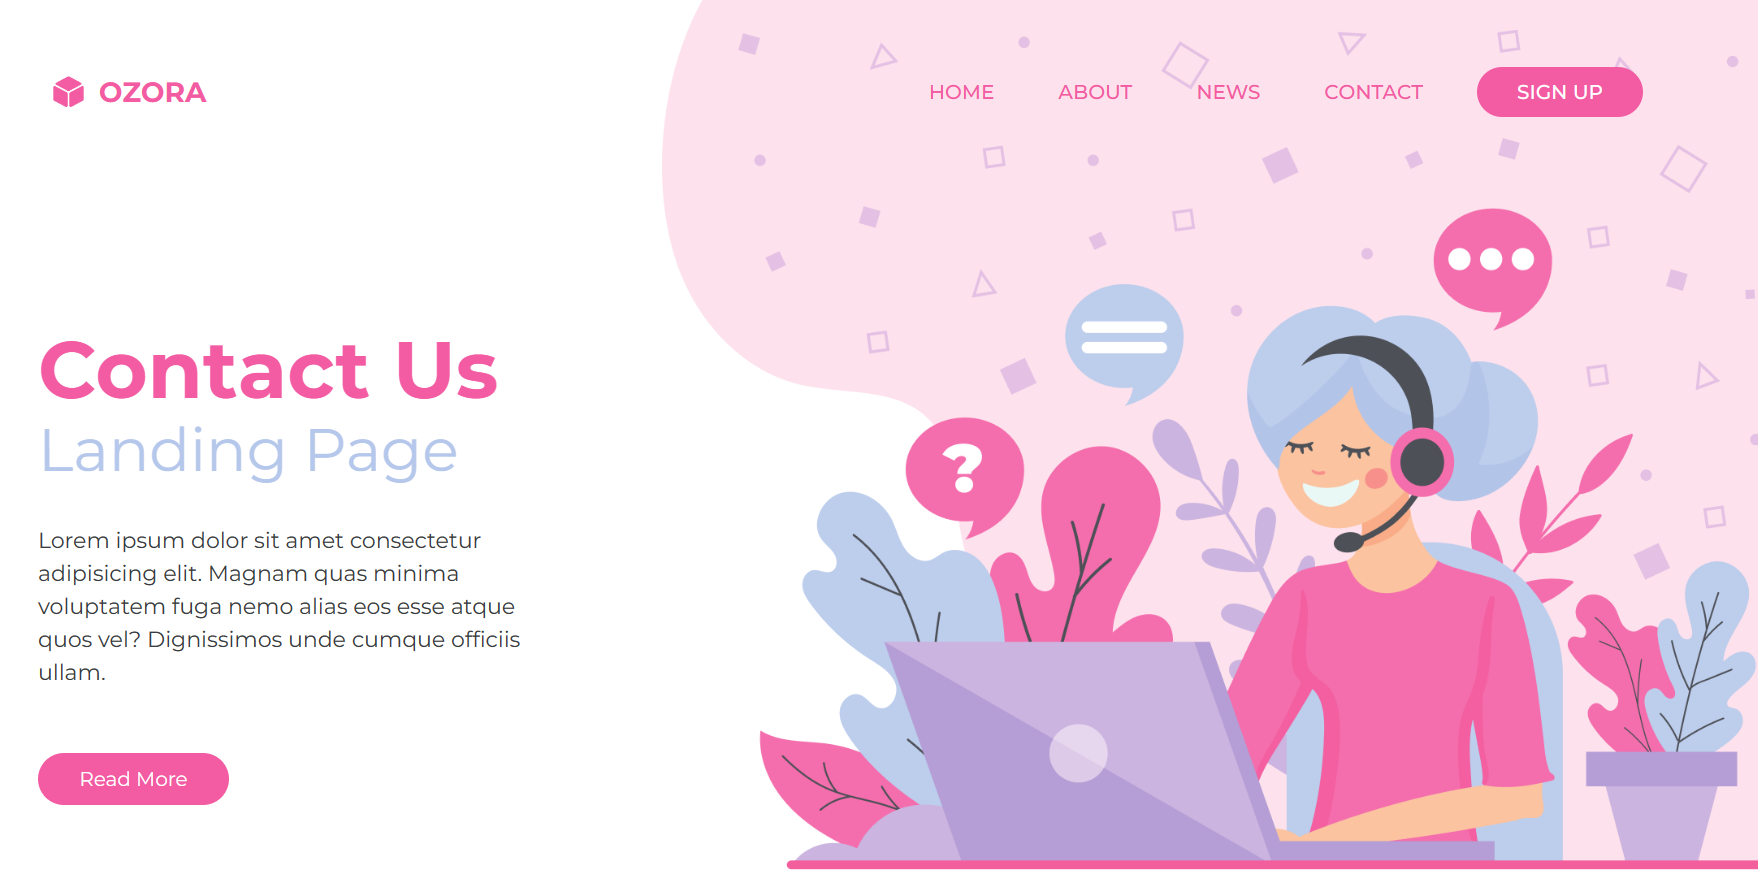 OZORA
HOME ABOUT NEWS CONTACT SIGN UP
?
Contact Us
Landing Page
Lorem ipsum dolor sit amet consectetur
adipisicing elit. Magnam quas minima
voluptatem fuga nemo alias eos esse atque
quos vel? Dignissimos unde cumque officiis
ullam.
Read More